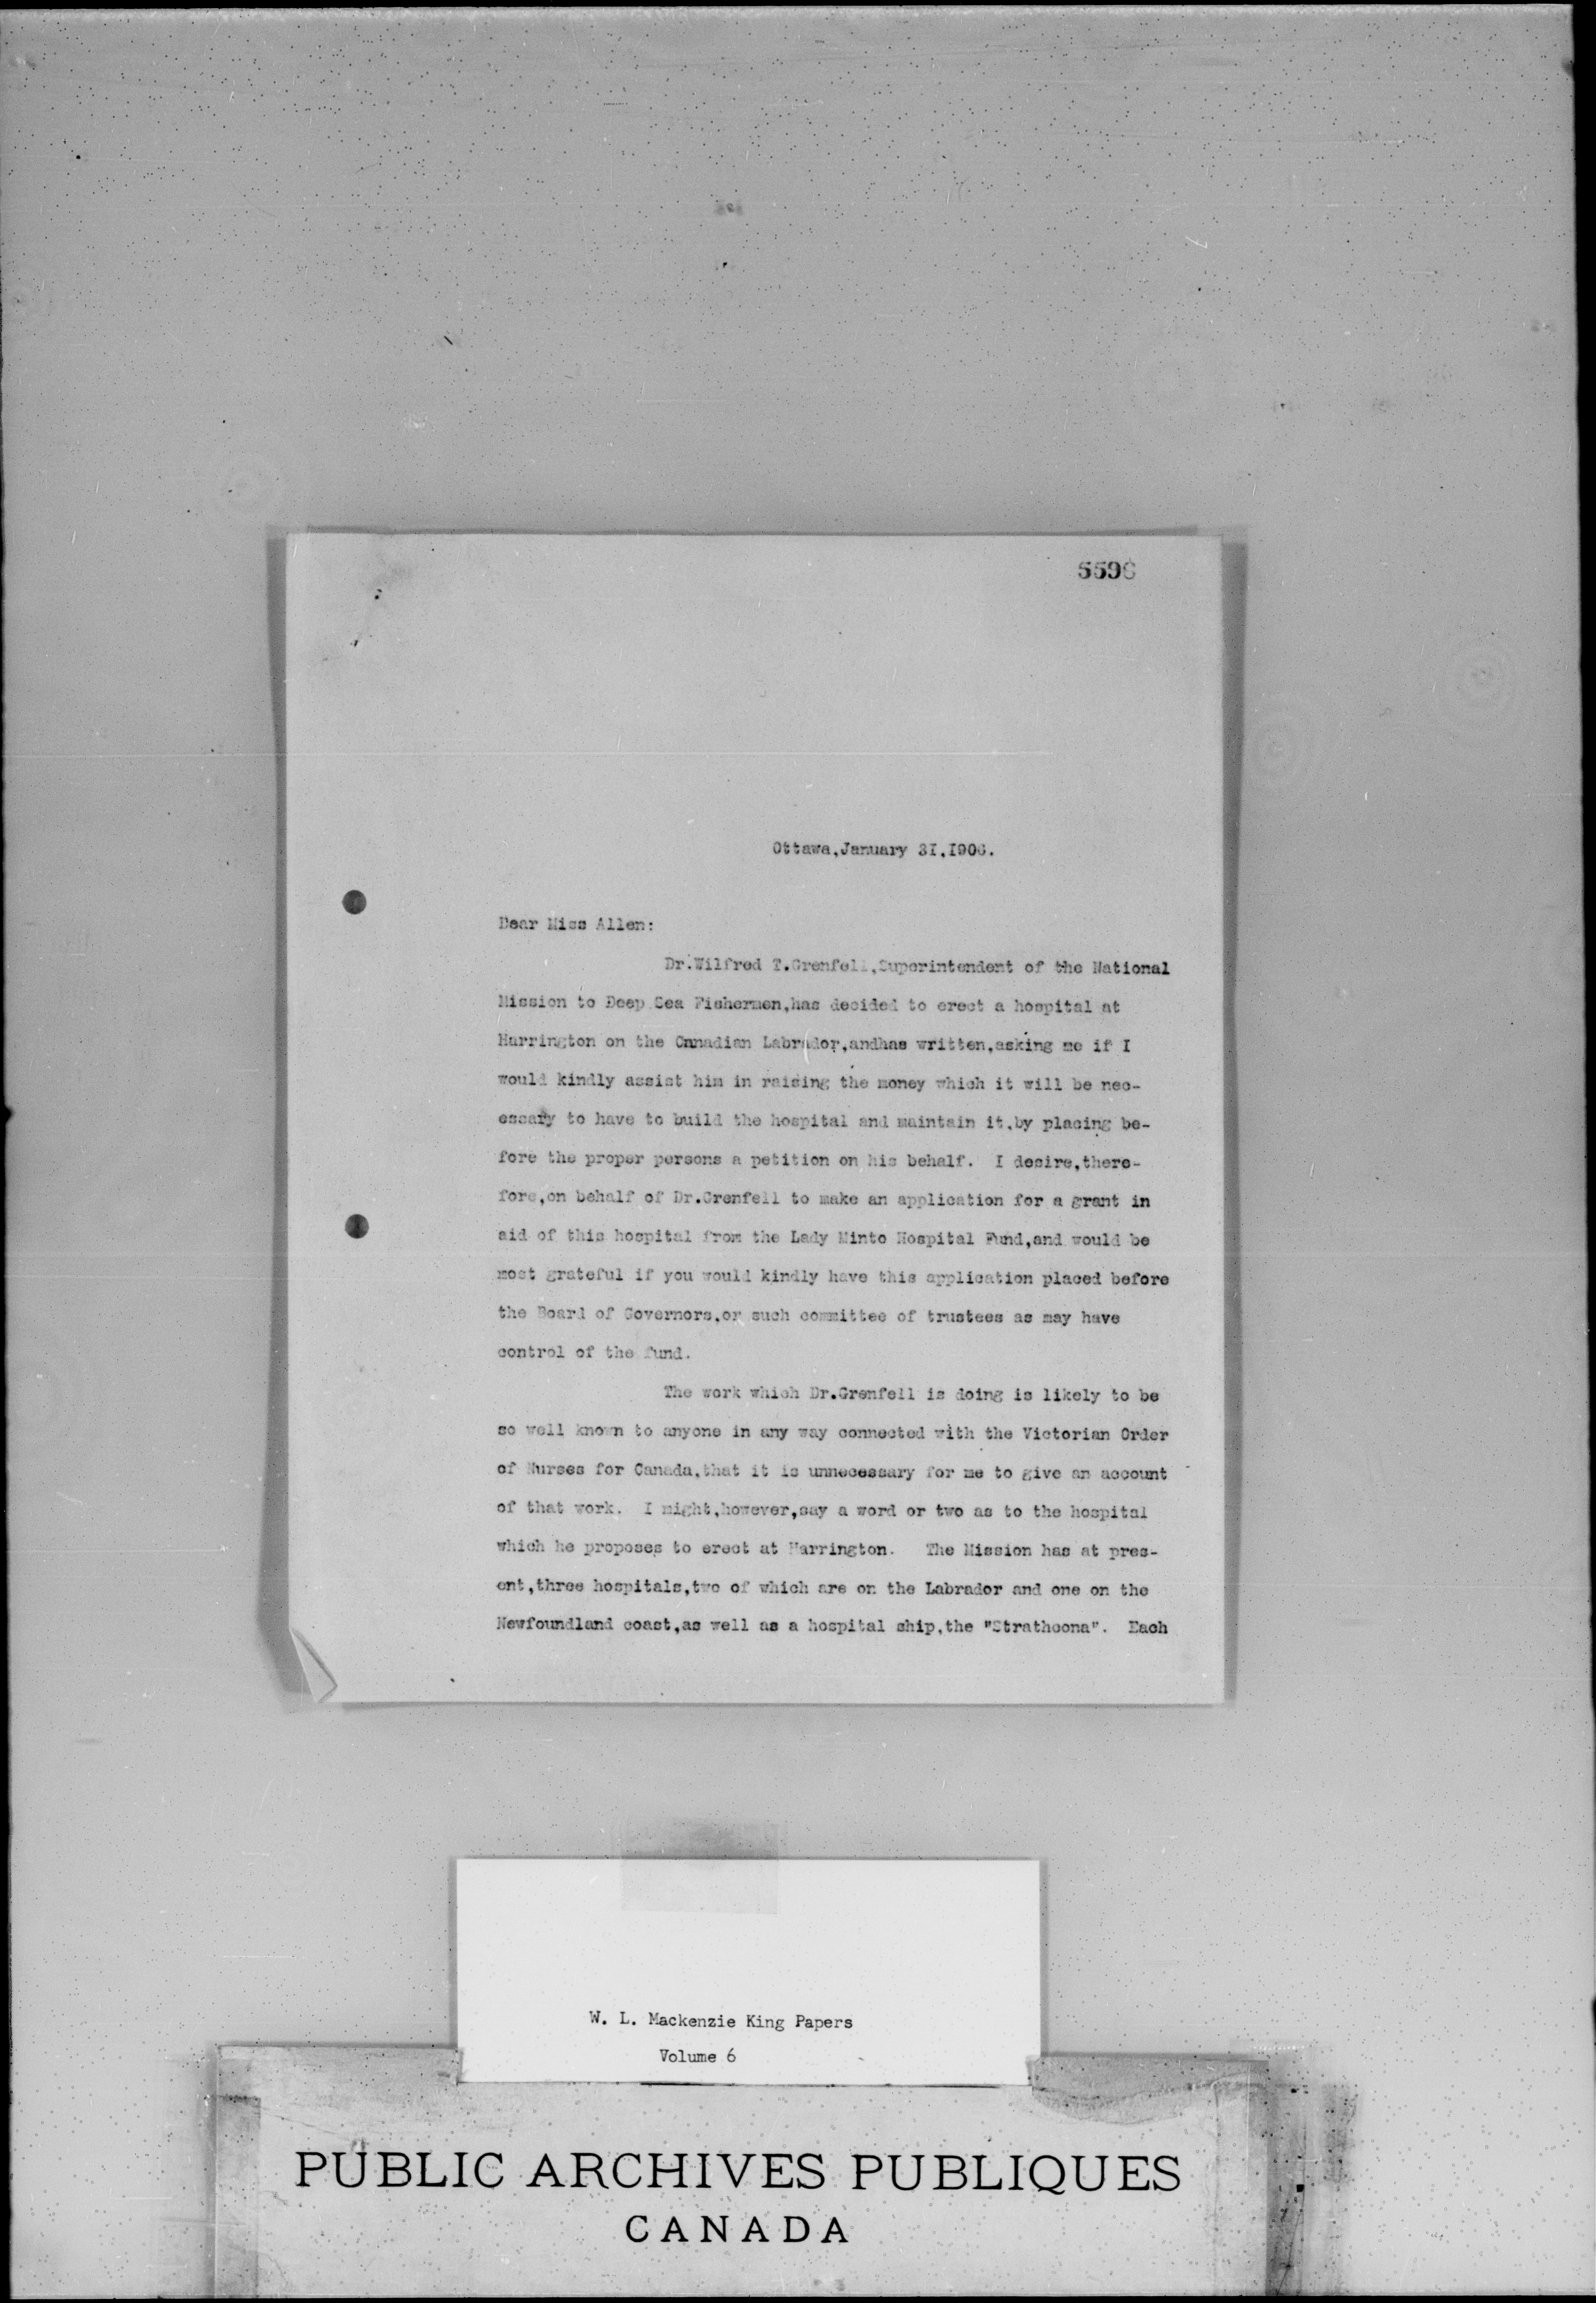 5596
Ottawa,January 3I,I906.
Dear Miss Allen:
Dr.Wilfred T.Grenfell,Superintendent of the National
Mission to Deep Sea Fishermen,has decided to erect a hospital at
Harrington on the Canadian Labrador,andhas written,asking me if I
would kindly assist him in raising the money which it will be nec-
essary to have to build the hospital and maintain it,by placing be-
fore the proper persons a petition on his behalf. I desire,there-
fore,on behalf of Dr.Grenfell to make an application for a grant in
aid of this hospital from the Lady Minto Hospital Fund,and would be
most grateful if you would kindly have this application placed before
the Board of Governors,or such committee of trustees as may have
control of the fund.
The work which Dr.Grenfell is doing is likely to be
so well known to anyone in any way connected with the Victorian Order
of Nurses for Canada,that it is unnecessary for me to give an account
of that work. I might,however,say a word or two as to the hospital
which he proposes to erect at Harrington. The Mission has at pres-
ent,three hospitals,two of which are on the Labrador and one on the
Newfoundland coast,as well as a hospital ship,the "Strathcona". Each
W. L. Mackenzie King Papers
Volume 6
PUBLIC ARCHIVES PUBLIQUES
CANADA